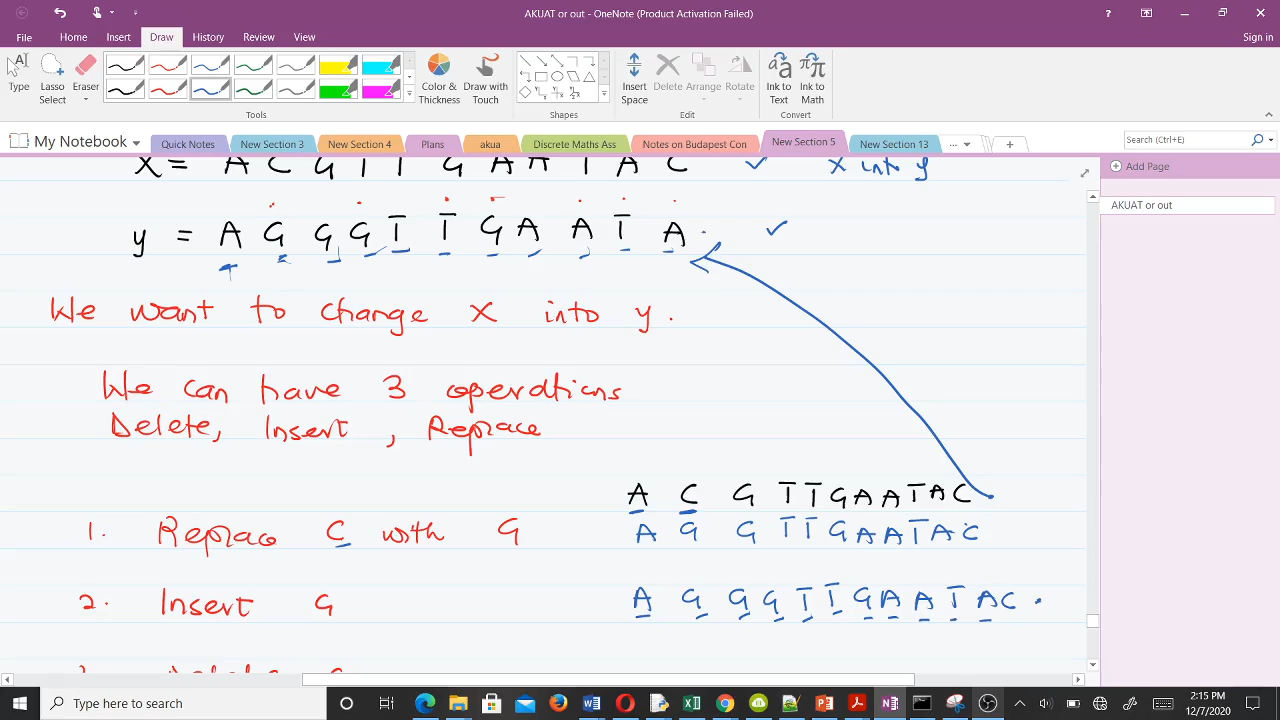 AKUAT or out - OneNote (Product Activation Failed)
File Home Insert Draw History Review View Sign in
Type Lasso Select Eraser Color & Thickness Draw with Touch Insert Space Delete Arrange Rotate Ink to Text Ink to Math
Tools Shapes Edit Convert
My Notebook Quick Notes New Section 3 New Section 4 Plans akua Discrete Maths Ass Notes on Budapest Con New Section 5 New Section 13 ... Search (Ctrl+E)
Add Page
AKUAT or out
X = A C G T T G A A T A C ✓ X into y
y = A G G G T T G A A T A . ✓
We want to change X into y.
We can have 3 operations
Delete, Insert, Replace
A C G T T G A A T A C
1. Replace C with G A G G T T G A A T A C
2. Insert G A G G G T T G A A T A C .
Type here to search
2:15 PM
12/7/2020